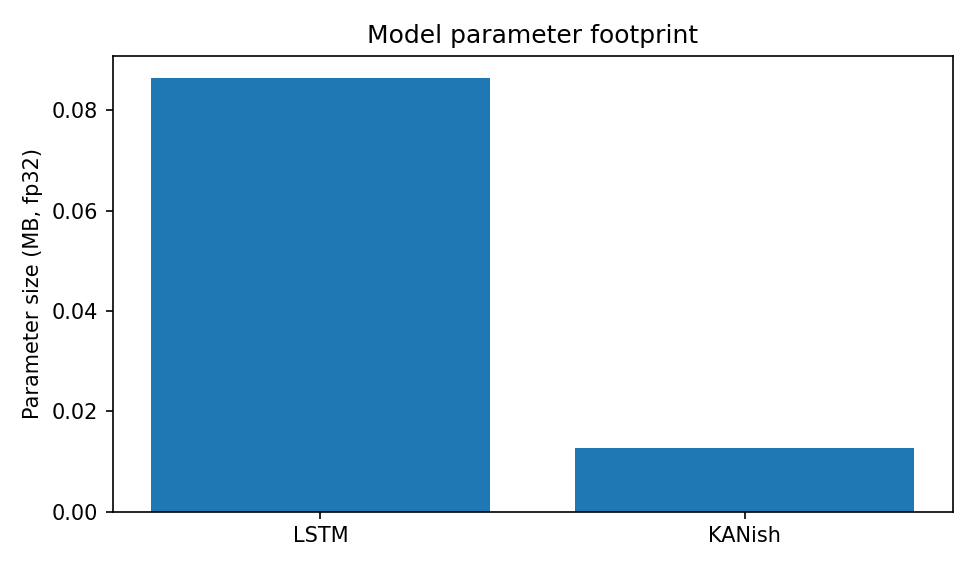 Model parameter footprint
Parameter size (MB, fp32)
0.08
0.06
0.04
0.02
0.00
LSTM
KANish